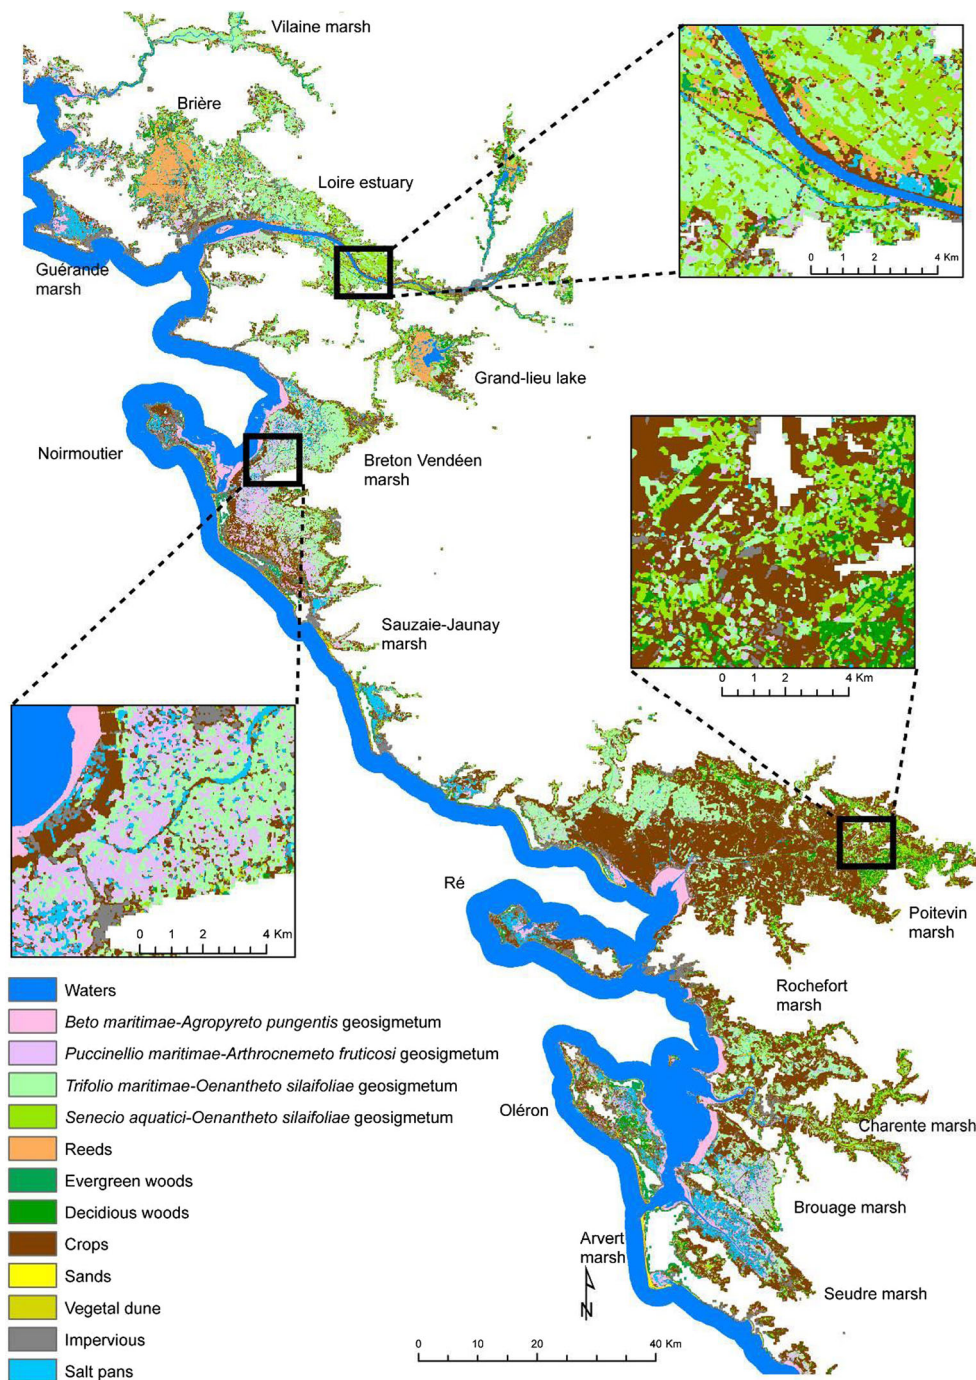 Vilaine marsh
Brière
Loire estuary
0 2 4 Km
Guérande
marsh
Grand-lieu lake
Noirmoutier
Breton Vendéen
marsh
Sauzaie-Jaunay
marsh
0 1 2 4 Km
0 1 2 4 Km
Ré
Poitevin
marsh
Rochefort
marsh
Waters
Beto maritimae-Agropyreto pungentis geosigmetum
Puccinellio maritimae-Arthrocnemeto fruticosi geosigmetum
Trifolio maritimae-Oenantheto silaifoliae geosigmetum
Senecio aquatici-Oenantheto silaifoliae geosigmetum
Reeds
Evergreen woods
Decidious woods
Crops
Sands
Vegetal dune
Impervious
Salt pans
Oléron
Charente marsh
Brouage marsh
Arvert
marsh
Seudre marsh
N
0 10 20 40 Km